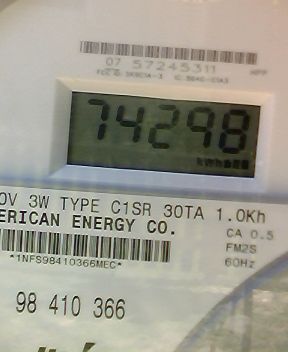 07 57245311
74298
0V 3W TYPE C1SR 30TA 1.0Kh
ERICAN ENERGY CO.
CA 0.5
FM2S
*1NFS98410366MEC*
60Hz
98 410 366